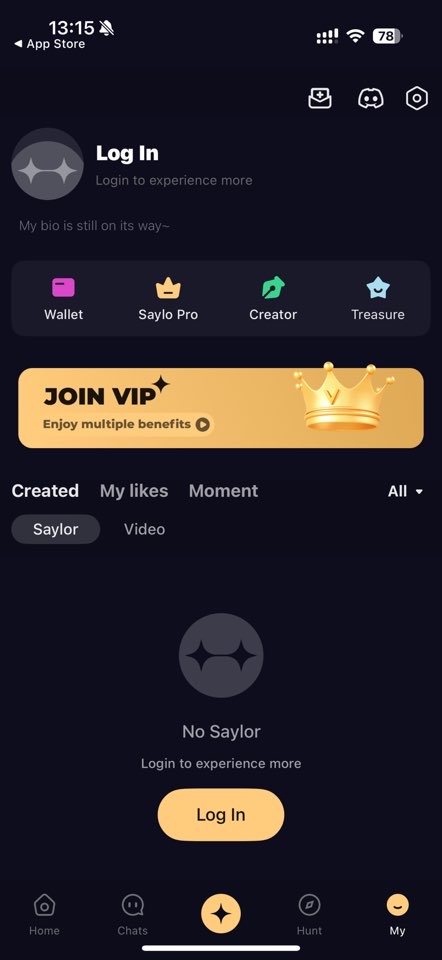 13:15
78
◀ App Store
Log In
Login to experience more
My bio is still on its way~
Wallet
Saylo Pro
Creator
Treasure
JOIN VIP
Enjoy multiple benefits
V
Created
My likes
Moment
All
Saylor
Video
No Saylor
Login to experience more
Log In
Home
Chats
Hunt
My